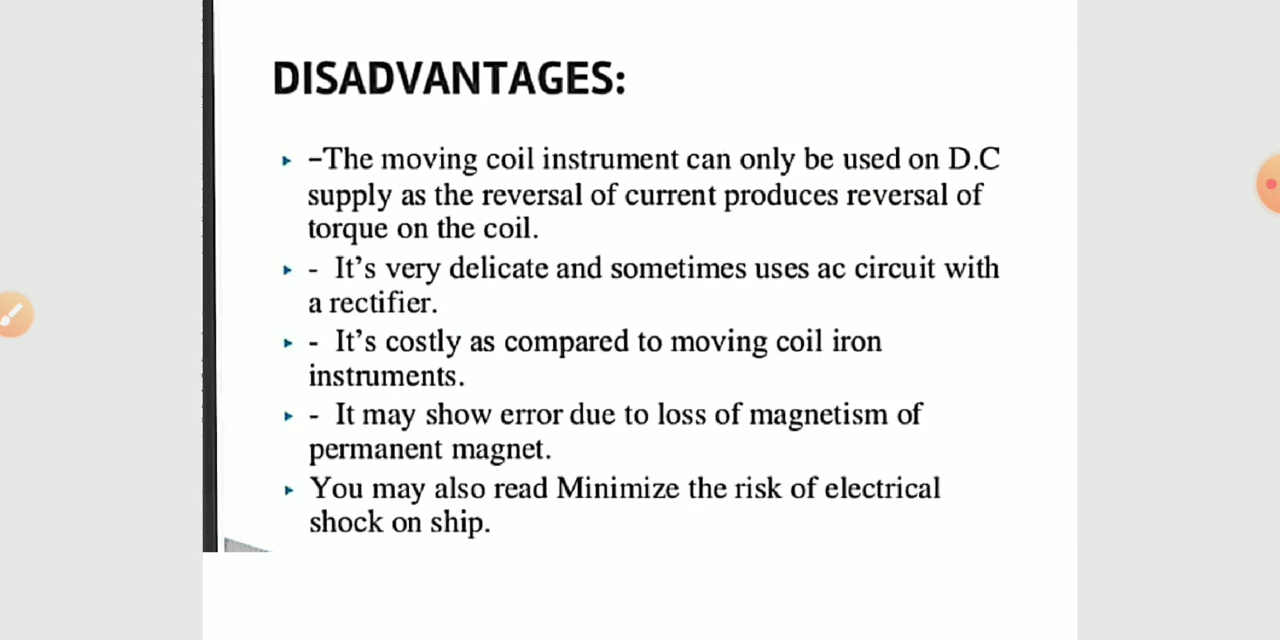 DISADVANTAGES:
–The moving coil instrument can only be used on D.C
supply as the reversal of current produces reversal of
torque on the coil.
- It’s very delicate and sometimes uses ac circuit with
a rectifier.
- It’s costly as compared to moving coil iron
instruments.
- It may show error due to loss of magnetism of
permanent magnet.
You may also read Minimize the risk of electrical
shock on ship.